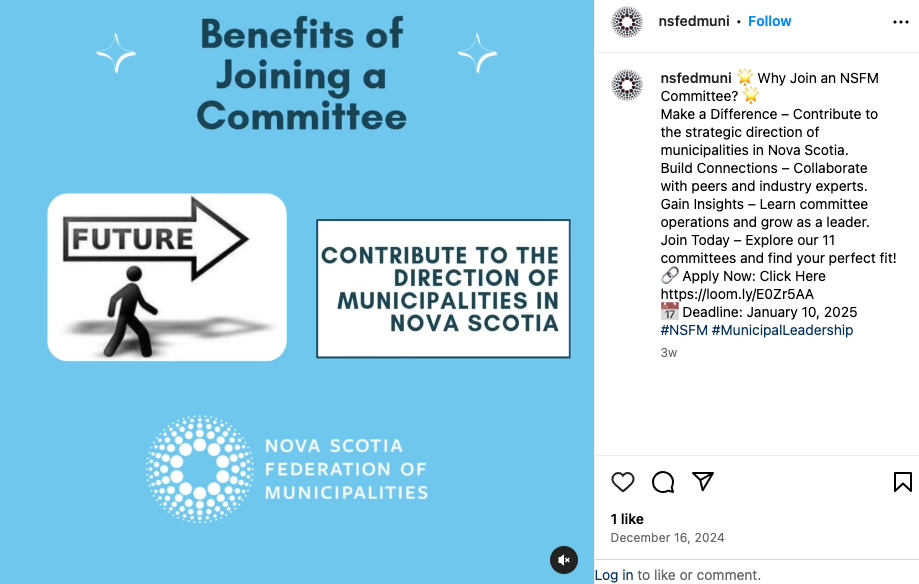 Benefits of
Joining a
Committee
FUTURE
CONTRIBUTE TO THE
DIRECTION OF
MUNICIPALITIES IN
NOVA SCOTIA
NOVA SCOTIA
FEDERATION OF
MUNICIPALITIES
nsfedmuni • Follow
nsfedmuni 🌟 Why Join an NSFM
Committee? 🌟
Make a Difference – Contribute to
the strategic direction of
municipalities in Nova Scotia.
Build Connections – Collaborate
with peers and industry experts.
Gain Insights – Learn committee
operations and grow as a leader.
Join Today – Explore our 11
committees and find your perfect fit!
🔗 Apply Now: Click Here
https://loom.ly/E0Zr5AA
📅 Deadline: January 10, 2025
#NSFM #MunicipalLeadership
3w
1 like
December 16, 2024
Log in to like or comment.